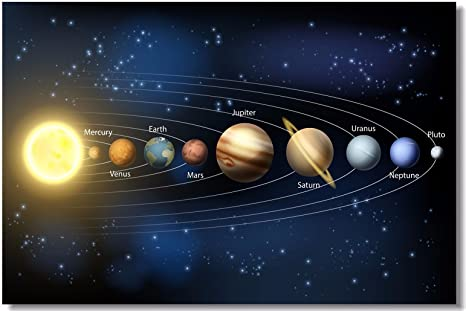 Mercury
Venus
Earth
Mars
Jupiter
Saturn
Uranus
Neptune
Pluto